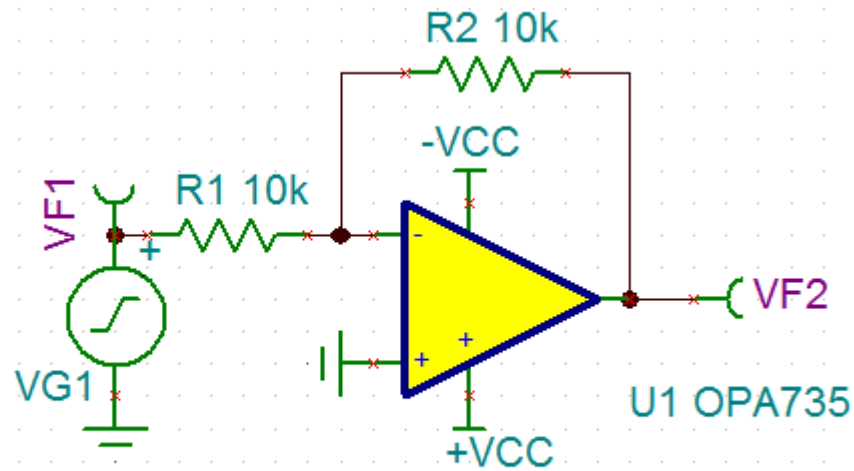 R2 10k
-VCC
VF1
R1 10k
+
-
VF2
+
+
VG1
U1 OPA735
+VCC